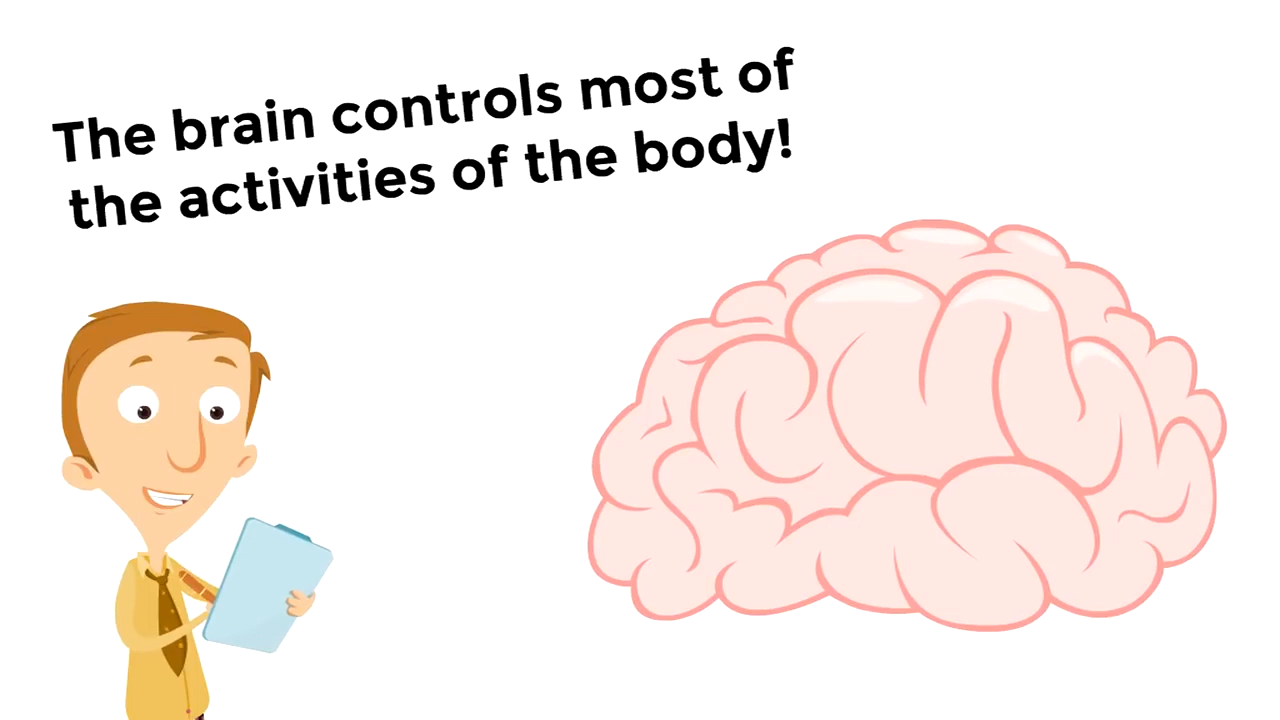 The brain controls most of
the activities of the body!